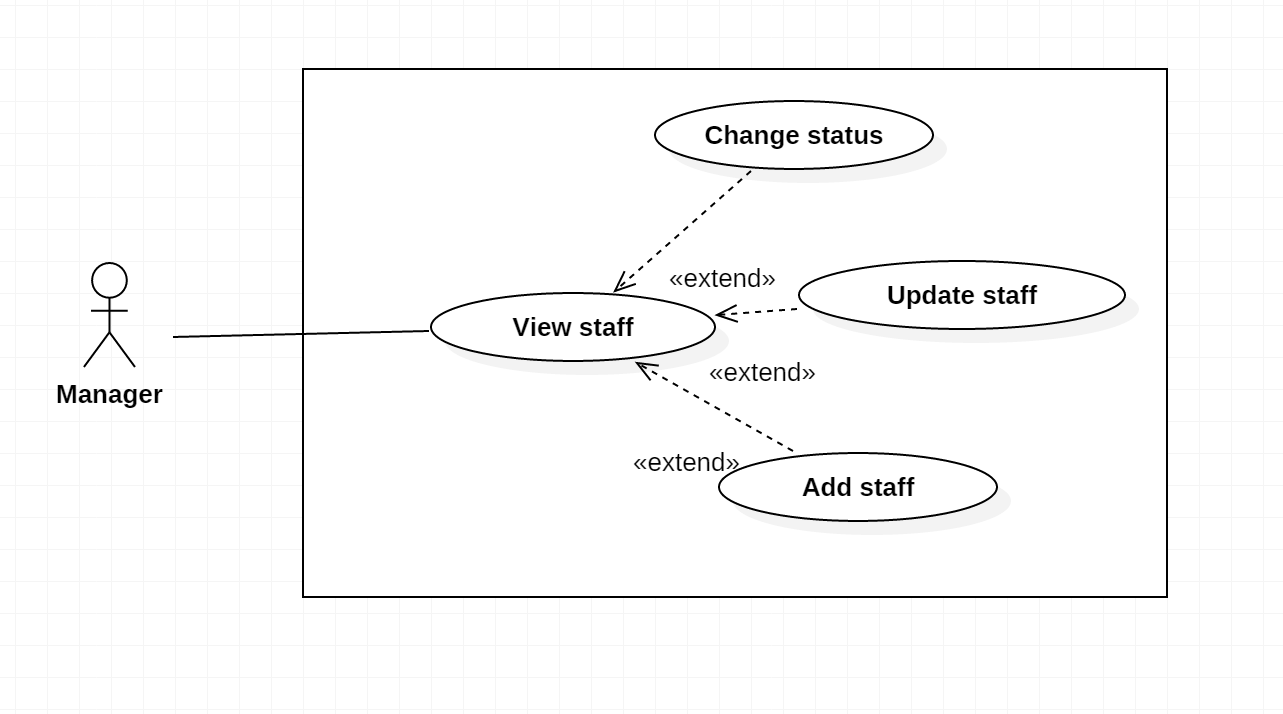 Change status
«extend»
Update staff
View staff
«extend»
Manager
«extend»
Add staff